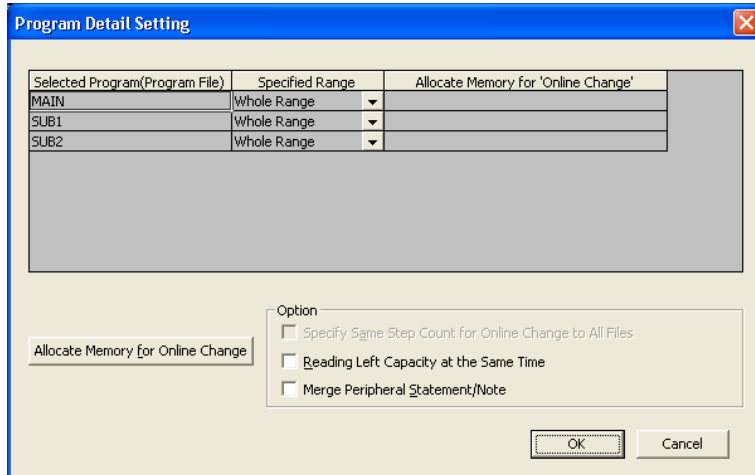 Program Detail Setting
Selected Program(Program File) Specified Range Allocate Memory for 'Online Change'
MAIN Whole Range
SUB1 Whole Range
SUB2 Whole Range
Option
Specify Same Step Count for Online Change to All Files
Allocate Memory for Online Change
Reading Left Capacity at the Same Time
Merge Peripheral Statement/Note
OK Cancel